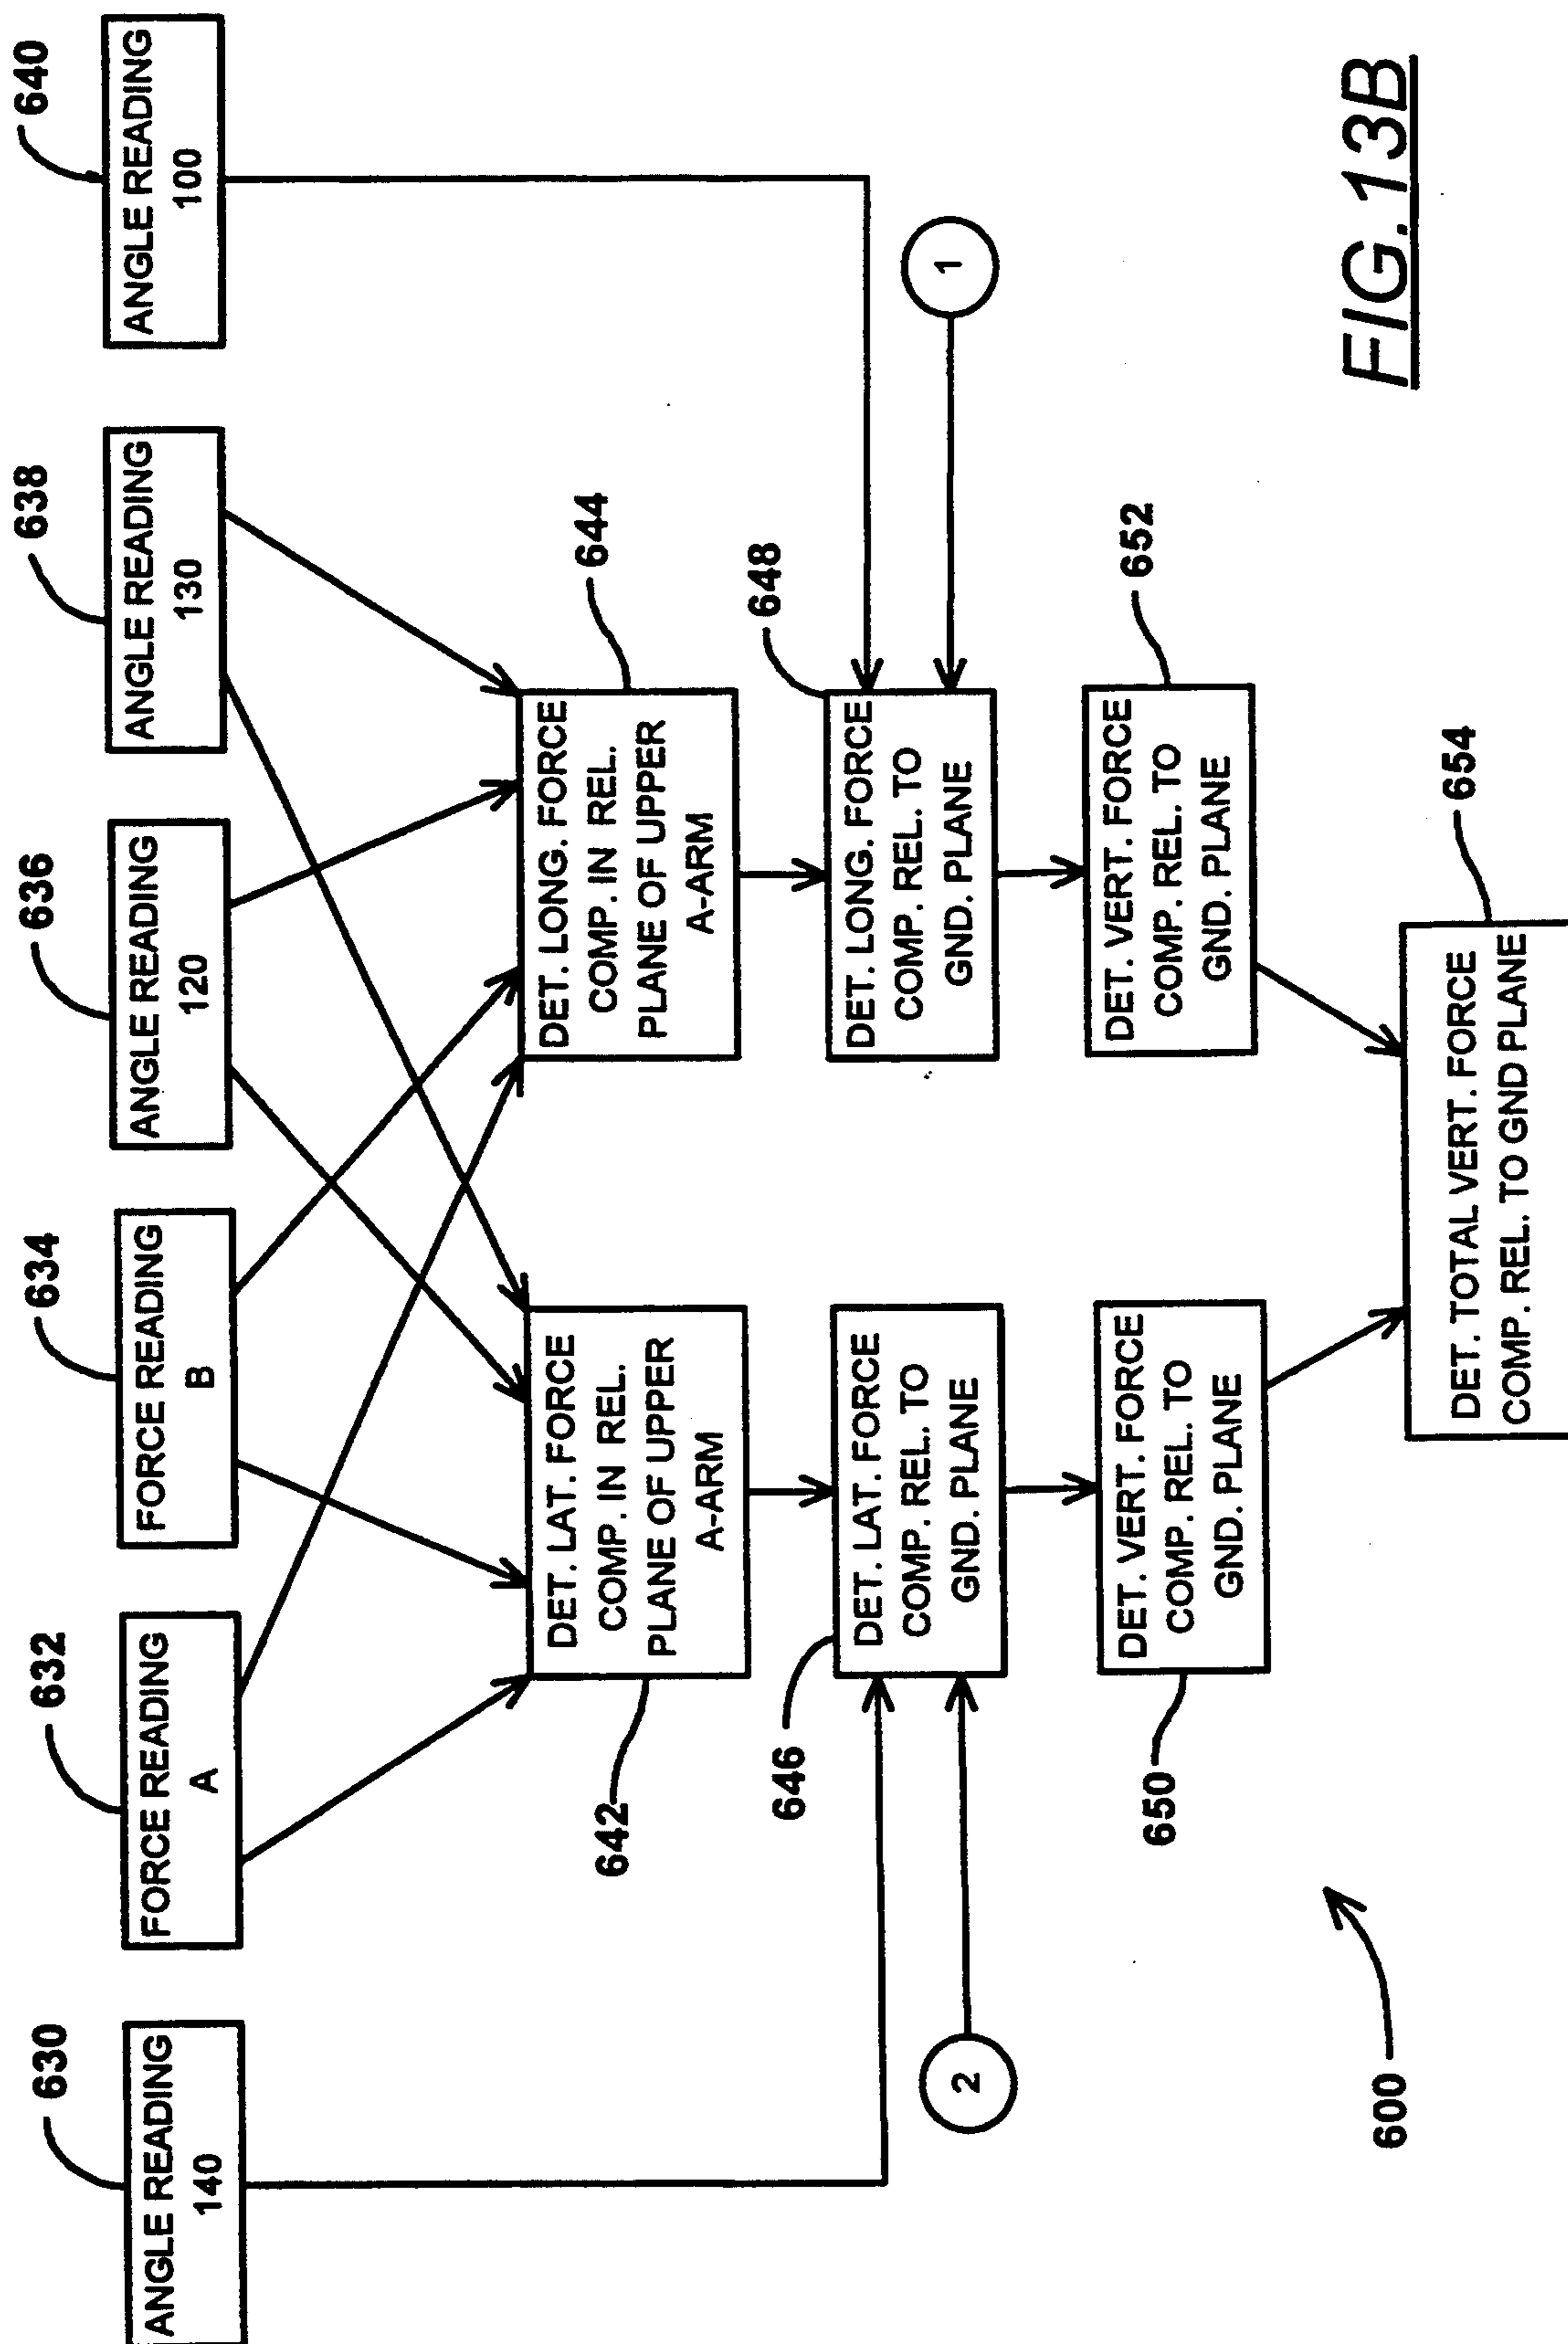 630
632
634
636
638
640
ANGLE READING
140
FORCE READING
A
FORCE READING
B
ANGLE READING
120
ANGLE READING
130
ANGLE READING
100
642
DET. LAT. FORCE
COMP. IN REL.
PLANE OF UPPER
A-ARM
644
DET. LONG. FORCE
COMP. IN REL.
PLANE OF UPPER
A-ARM
646
DET. LAT. FORCE
COMP. REL. TO
GND. PLANE
648
DET. LONG. FORCE
COMP. REL. TO
GND. PLANE
2
1
650
DET. VERT. FORCE
COMP. REL. TO
GND. PLANE
652
DET. VERT. FORCE
COMP. REL. TO
GND. PLANE
654
DET. TOTAL VERT. FORCE
COMP. REL. TO GND PLANE
600
FIG.13B